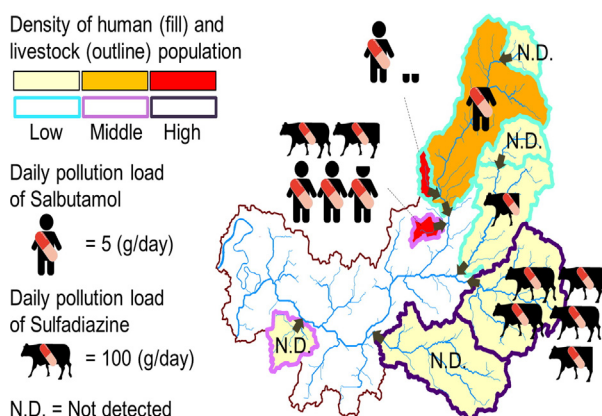 Density of human (fill) and
livestock (outline) population
Low Middle High
Daily pollution load
of Salbutamol
= 5 (g/day)
Daily pollution load
of Sulfadiazine
= 100 (g/day)
N.D. = Not detected
N.D.
N.D.
N.D.
N.D.